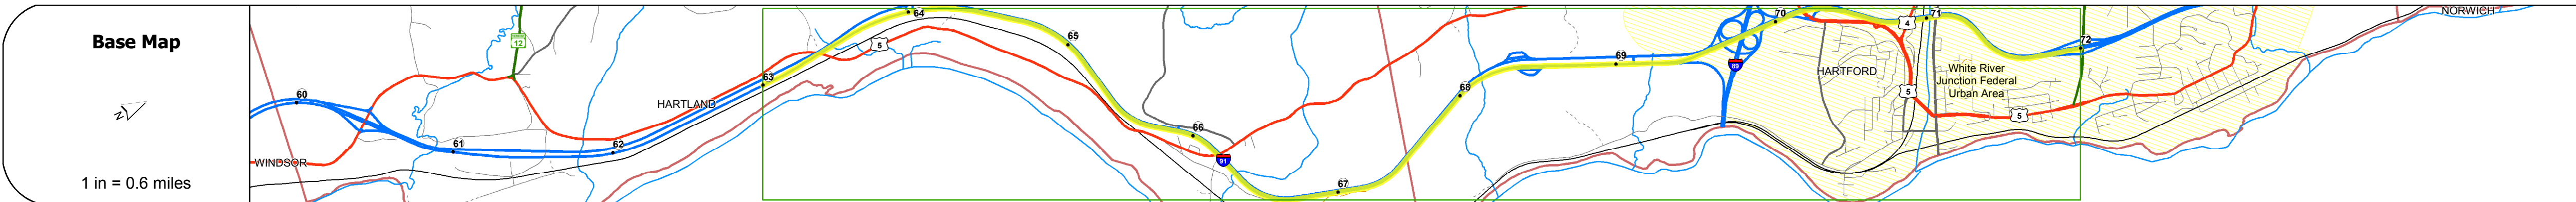 Base Map
N
1 in = 0.6 miles
60
WINDSOR
61
12
62
HARTLAND
63
64
5
65
66
91
67
68
69
89
70
HARTFORD
4
5
71
White River
Junction Federal
Urban Area
5
72
NORWICH